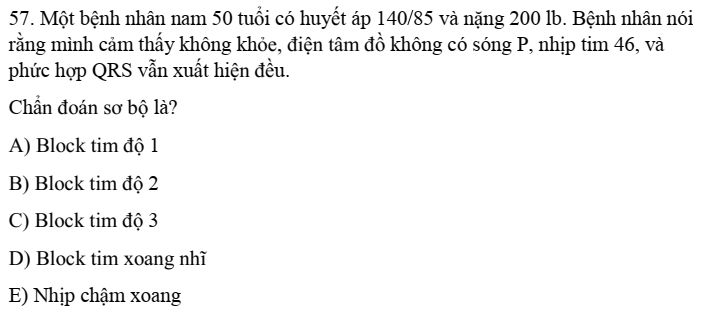 57. Một bệnh nhân nam 50 tuổi có huyết áp 140/85 và nặng 200 lb. Bệnh nhân nói
rằng mình cảm thấy không khỏe, điện tâm đồ không có sóng P, nhịp tim 46, và
phức hợp QRS vẫn xuất hiện đều.
Chẩn đoán sơ bộ là?
A) Block tim độ 1
B) Block tim độ 2
C) Block tim độ 3
D) Block tim xoang nhĩ
E) Nhịp chậm xoang